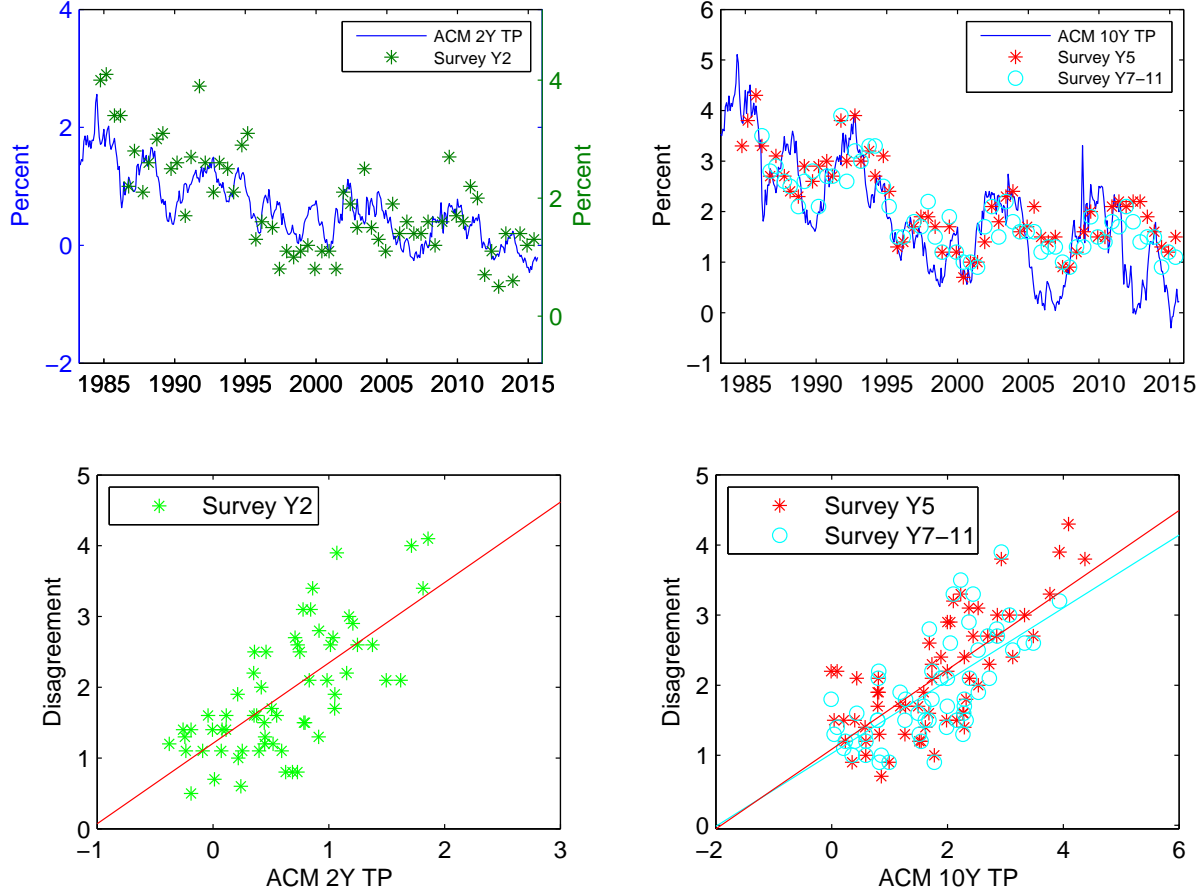 4
2
0
−2
Percent
ACM 2Y TP
Survey Y2
4
2
0
Percent
1985 1990 1995 2000 2005 2010 2015
6
5
4
3
2
1
0
−1
Percent
ACM 10Y TP
Survey Y5
Survey Y7−11
1985 1990 1995 2000 2005 2010 2015
5
4
3
2
1
0
Disagreement
Survey Y2
−1 0 1 2 3
ACM 2Y TP
5
4
3
2
1
0
Disagreement
Survey Y5
Survey Y7−11
−2 0 2 4 6
ACM 10Y TP